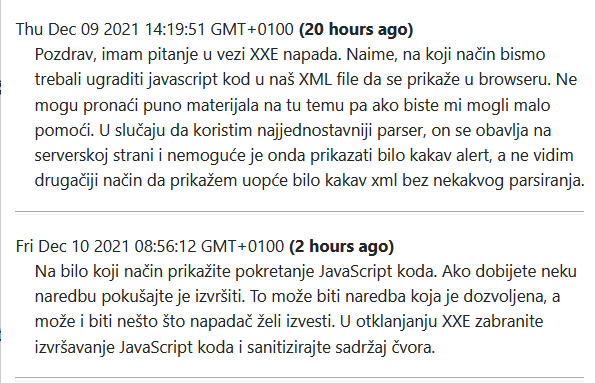 Thu Dec 09 2021 14:19:51 GMT+0100 (20 hours ago)
Pozdrav, imam pitanje u vezi XXE napada. Naime, na koji način bismo
trebali ugraditi javascript kod u naš XML file da se prikaže u browseru. Ne
mogu pronaći puno materijala na tu temu pa ako biste mi mogli malo
pomoći. U slučaju da koristim najjednostavniji parser, on se obavlja na
serverskoj strani i nemoguće je onda prikazati bilo kakav alert, a ne vidim
drugačiji način da prikažem uopće bilo kakav xml bez nekakvog parsiranja.
Fri Dec 10 2021 08:56:12 GMT+0100 (2 hours ago)
Na bilo koji način prikažite pokretanje JavaScript koda. Ako dobijete neku
naredbu pokušajte je izvršiti. To može biti naredba koja je dozvoljena, a
može i biti nešto što napadač želi izvesti. U otklanjanju XXE zabranite
izvršavanje JavaScript koda i sanitizirajte sadržaj čvora.